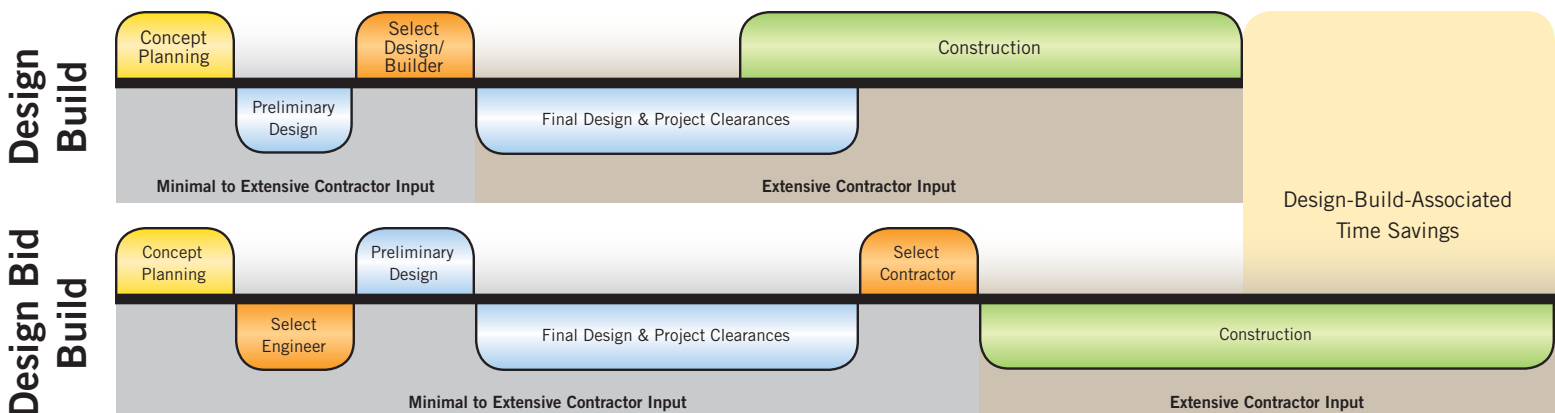 Design
Build
Concept
Planning
Preliminary
Design
Select
Design/
Builder
Final Design & Project Clearances
Construction
Minimal to Extensive Contractor Input
Extensive Contractor Input
Design-Build-Associated
Time Savings
Design Bid
Build
Concept
Planning
Select
Engineer
Preliminary
Design
Final Design & Project Clearances
Select
Contractor
Construction
Minimal to Extensive Contractor Input
Extensive Contractor Input